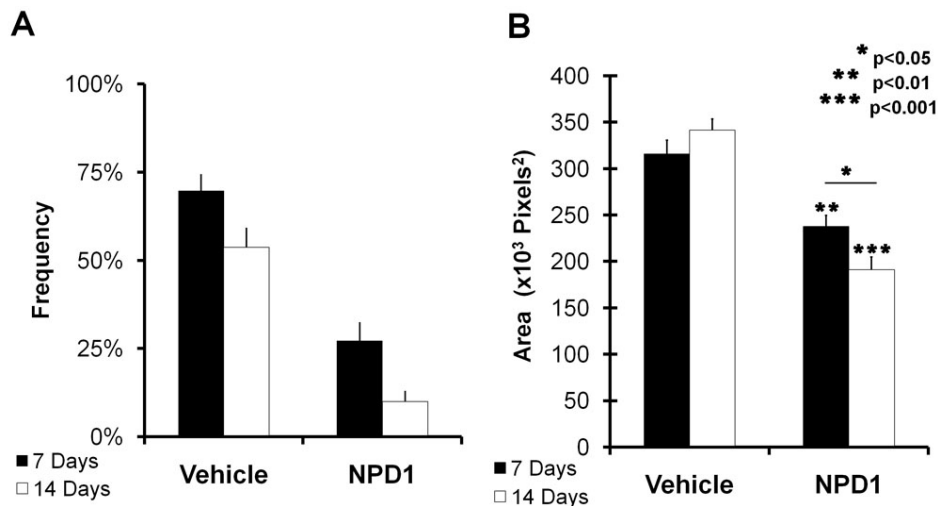 A
100%
75%
50%
25%
0%
Frequency
Vehicle NPD1
7 Days
14 Days
B
* p<0.05
** p<0.01
*** p<0.001
400
350
300
250
200
150
100
50
0
Area (x10³ Pixels²)
*
**
***
Vehicle NPD1
7 Days
14 Days